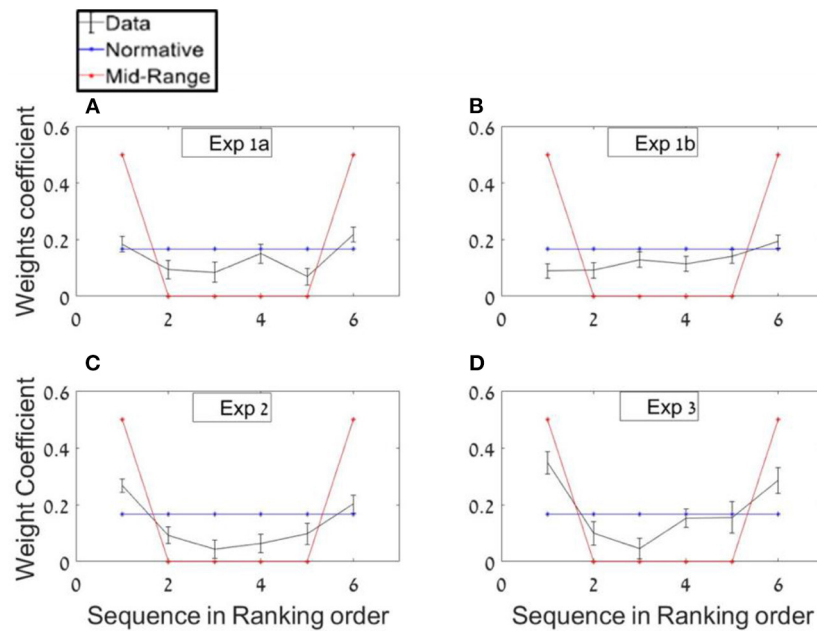 Data
Normative
Mid-Range
A
B
Weights coefficient
0.6
0.4
0.2
0
Exp 1a
0 2 4 6
0.6
0.4
0.2
0
Exp 1b
0 2 4 6
C
D
Weight Coefficient
0.6
0.4
0.2
0
Exp 2
0 2 4 6
Sequence in Ranking order
0.6
0.4
0.2
0
Exp 3
0 2 4 6
Sequence in Ranking order